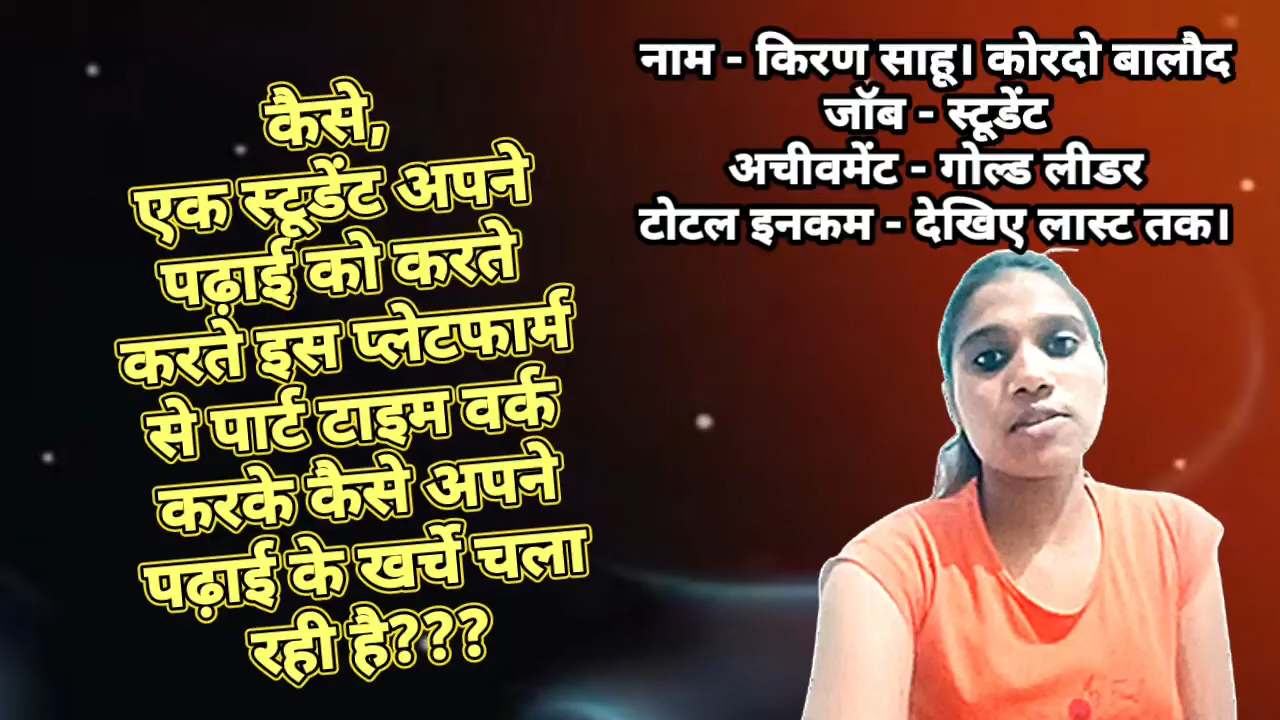 कैसे,
एक स्टूडेंट अपने
पढ़ाई को करते
करते इस प्लेटफार्म
से पार्ट टाइम वर्क
करके कैसे अपने
पढ़ाई के खर्चे चला
रही है???
नाम - किरण साहू। कोरदो बालौद
जॉब - स्टूडेंट
अचीवमेंट - गोल्ड लीडर
टोटल इनकम - देखिए लास्ट तक।